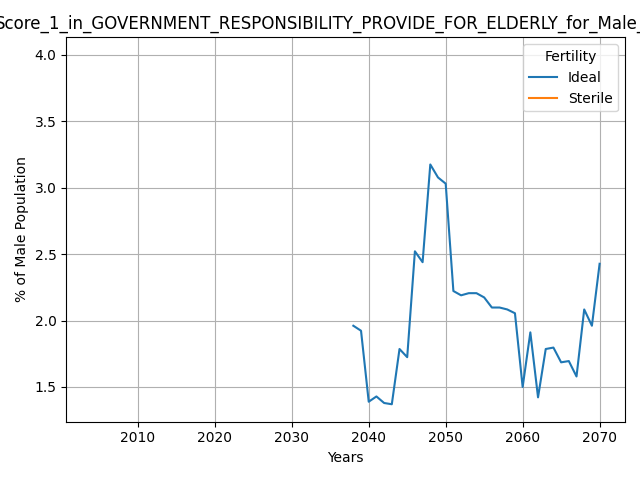 Score_1_in_GOVERNMENT_RESPONSIBILITY_PROVIDE_FOR_ELDERLY_for_Male_
Fertility
Ideal
Sterile
% of Male Population
4.0
3.5
3.0
2.5
2.0
1.5
2010 2020 2030 2040 2050 2060 2070
Years